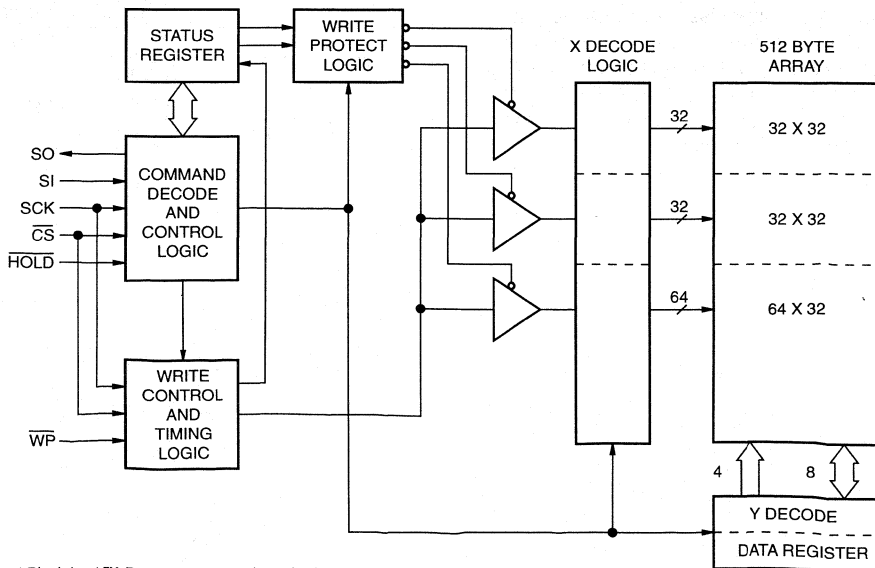 STATUS
REGISTER
WRITE
PROTECT
LOGIC
X DECODE
LOGIC
512 BYTE
ARRAY
SO
SI
SCK
CS
HOLD
COMMAND
DECODE
AND
CONTROL
LOGIC
32
32 X 32
32
32 X 32
64
64 X 32
WP
WRITE
CONTROL
AND
TIMING
LOGIC
4
8
Y DECODE
DATA REGISTER